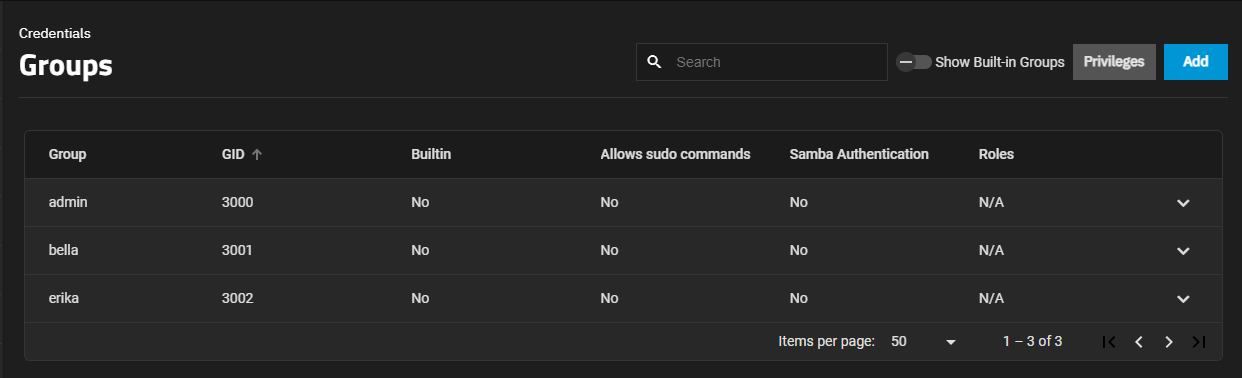 Credentials
Groups
Search
Show Built-in Groups
Privileges
Add
Group GID Builtin Allows sudo commands Samba Authentication Roles
admin 3000 No No No N/A
bella 3001 No No No N/A
erika 3002 No No No N/A
Items per page: 50 1 – 3 of 3